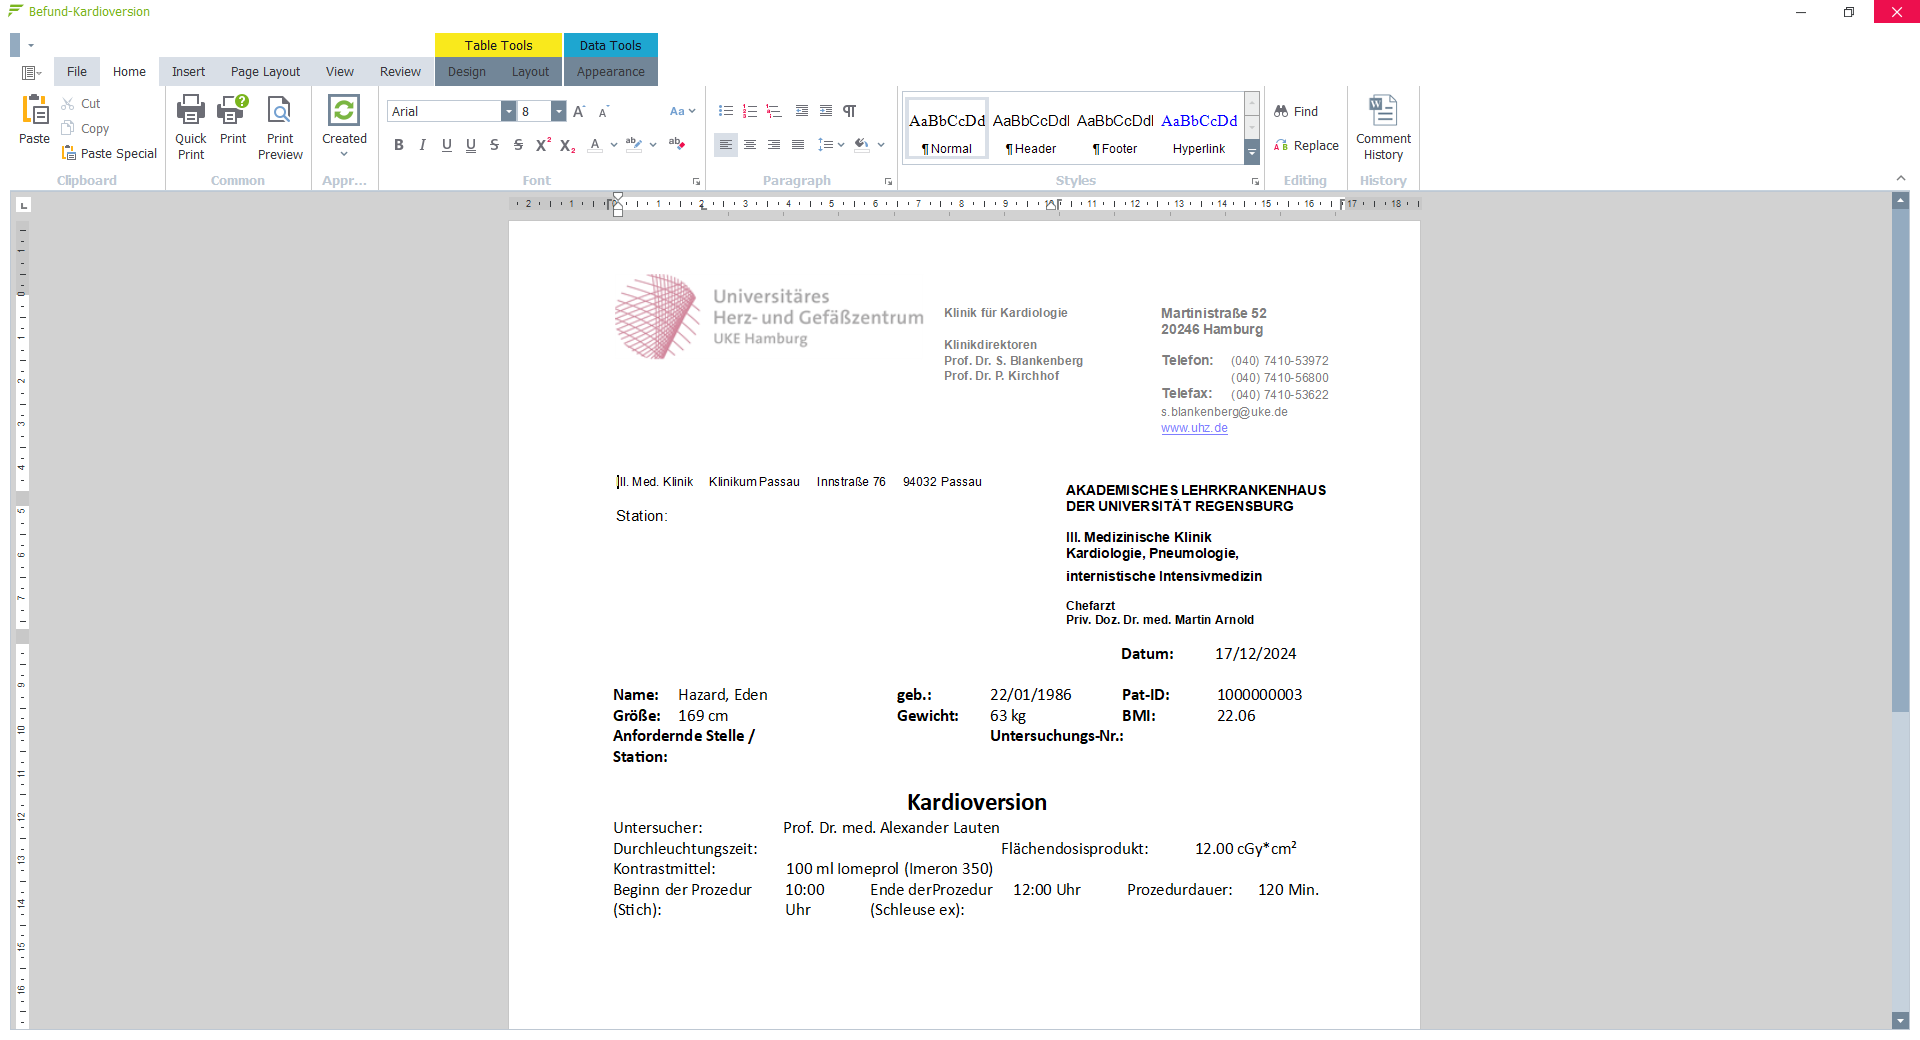 Befund-Kardioversion
Table Tools
Data Tools
File
Home
Insert
Page Layout
View
Review
Design
Layout
Appearance
Paste
Cut
Copy
Paste Special
Clipboard
Quick Print
Print
Print Preview
Common
Created
Appr...
Arial
8
Font
Paragraph
AaBbCcDd
AaBbCcDdI
AaBbCcDdI
AaBbCcDd
¶ Normal
¶ Header
¶ Footer
Hyperlink
Styles
Find
Replace
Editing
Comment History
History
Universitäres
Herz- und Gefäßzentrum
UKE Hamburg
Klinik für Kardiologie
Klinikdirektoren
Prof. Dr. S. Blankenberg
Prof. Dr. P. Kirchhof
Martinistraße 52
20246 Hamburg
Telefon: (040) 7410-53972
(040) 7410-56800
Telefax: (040) 7410-53622
s.blankenberg@uke.de
www.uhz.de
III. Med. Klinik Klinikum Passau Innstraße 76 94032 Passau
Station:
AKADEMISCHES LEHRKRANKENHAUS
DER UNIVERSITÄT REGENSBURG
III. Medizinische Klinik
Kardiologie, Pneumologie,
internistische Intensivmedizin
Chefarzt
Priv. Doz. Dr. med. Martin Arnold
Datum: 17/12/2024
Name: Hazard, Eden geb.: 22/01/1986 Pat-ID: 1000000003
Größe: 169 cm Gewicht: 63 kg BMI: 22.06
Anfordernde Stelle / Untersuchungs-Nr.:
Station:
Kardioversion
Untersucher: Prof. Dr. med. Alexander Lauten
Durchleuchtungszeit: Flächendosisprodukt: 12.00 cGy*cm²
Kontrastmittel: 100 ml Iomeprol (Imeron 350)
Beginn der Prozedur 10:00 Ende derProzedur 12:00 Uhr Prozedurdauer: 120 Min.
(Stich): Uhr (Schleuse ex):